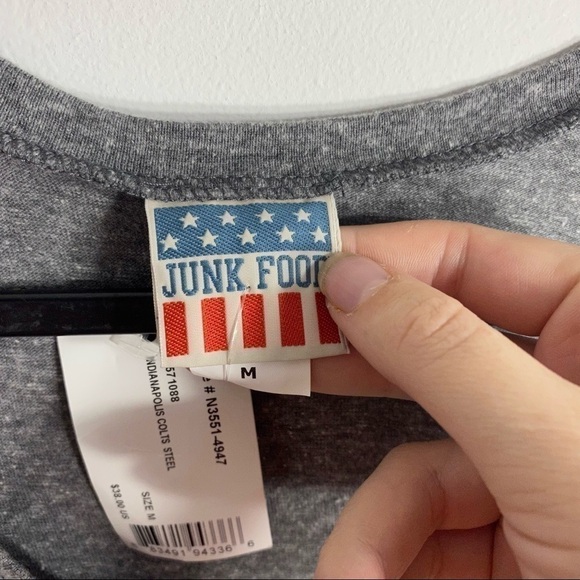 JUNK FOOD
M
# N3551-4947
571088
INDIANAPOLIS COLTS STEEL
SIZE M
$38.00 US
83491 94336 6